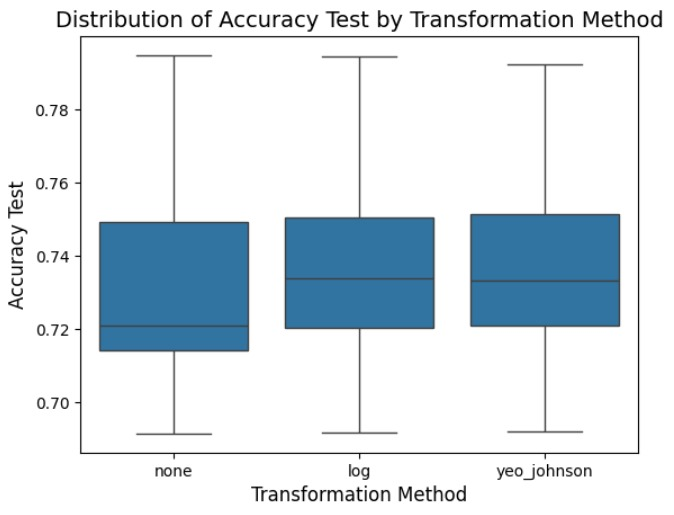 Distribution of Accuracy Test by Transformation Method
Accuracy Test
0.78
0.76
0.74
0.72
0.70
none log yeo_johnson
Transformation Method